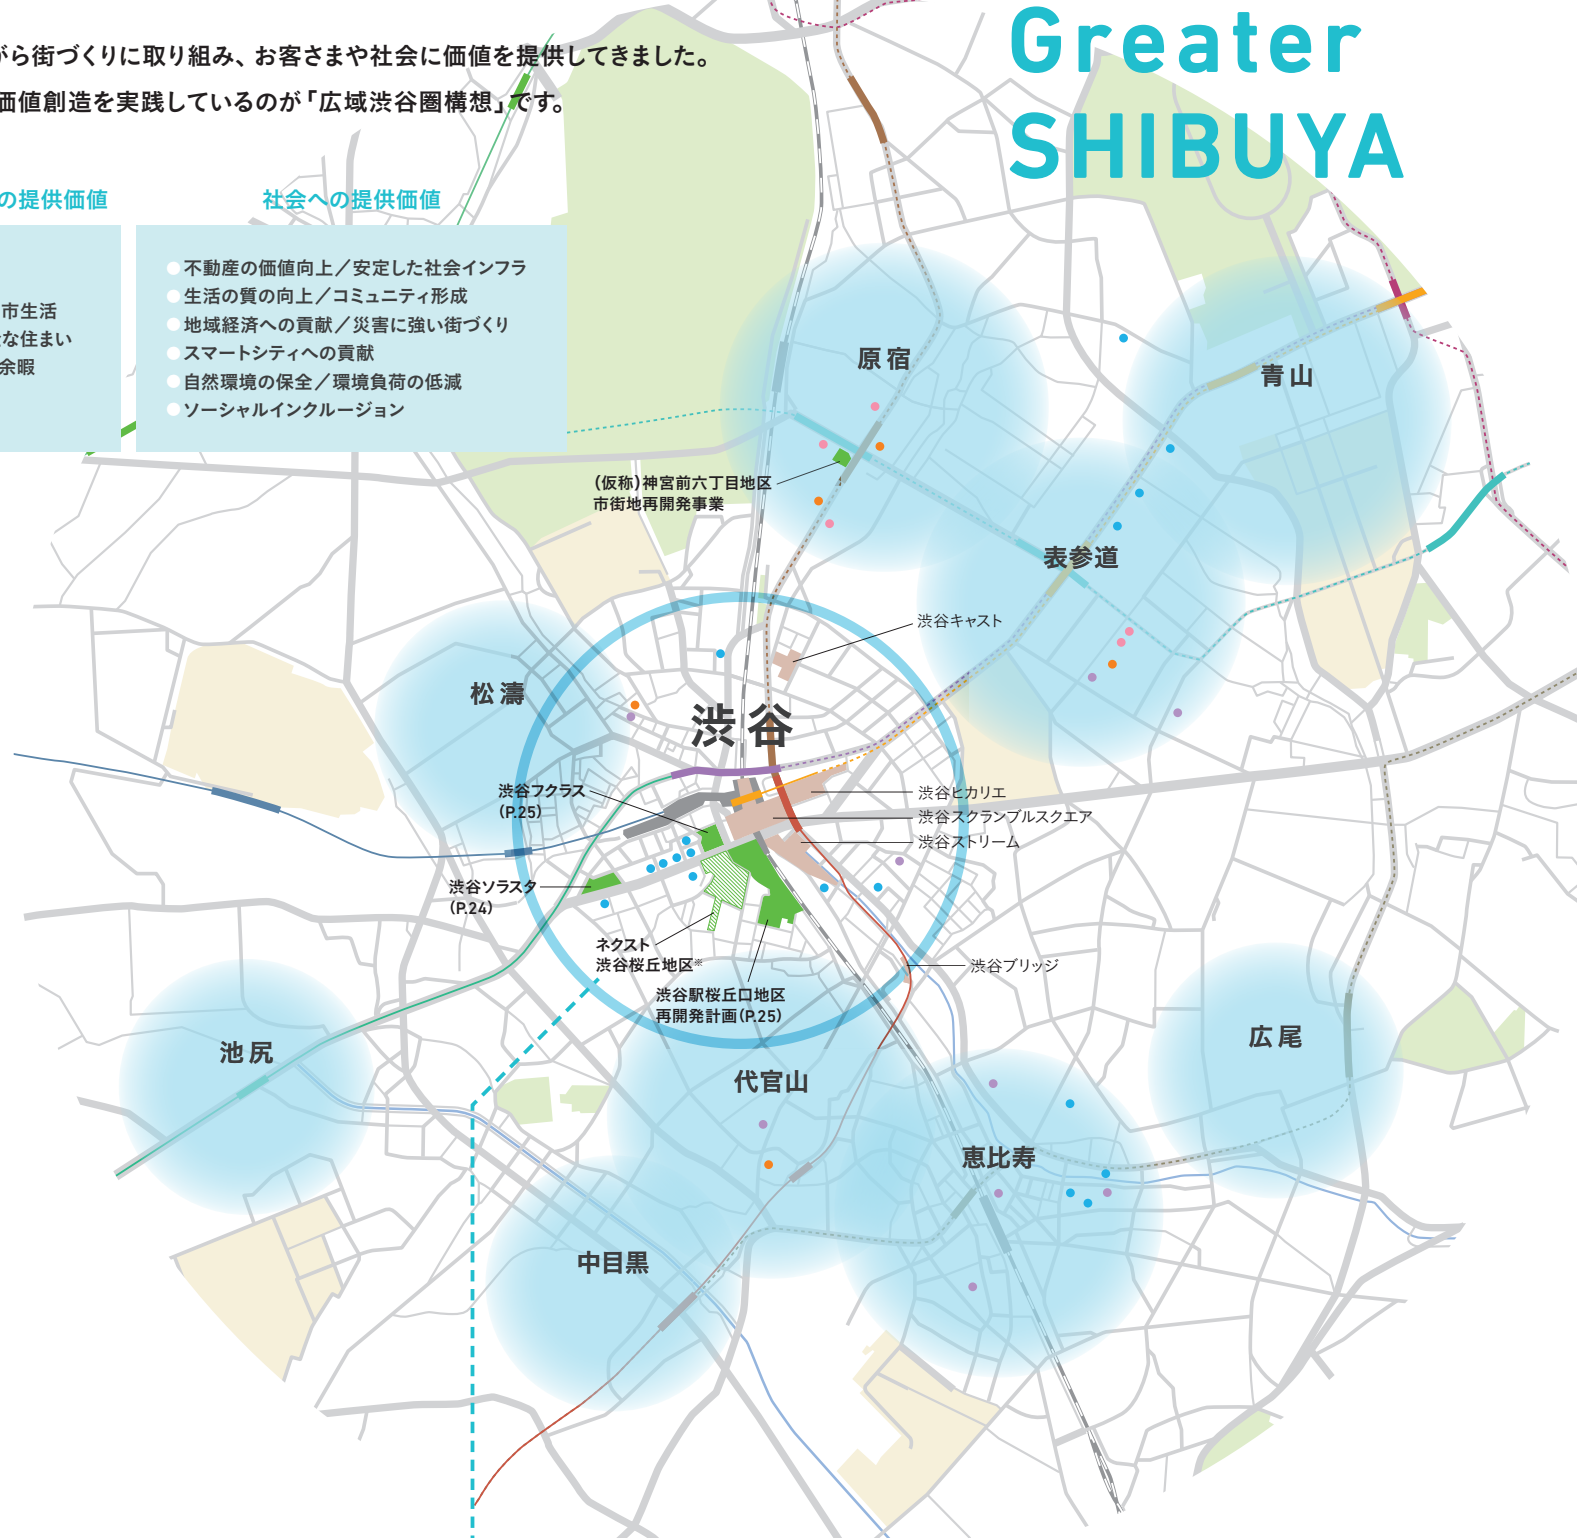 Greater
SHIBUYA
がら街づくりに取り組み、お客さまや社会に価値を提供してきました。
価値創造を実践しているのが「広域渋谷圏構想」です。
の提供価値
市生活
な住まい
余暇
社会への提供価値
●不動産の価値向上／安定した社会インフラ
●生活の質の向上／コミュニティ形成
●地域経済への貢献／災害に強い街づくり
●スマートシティへの貢献
●自然環境の保全／環境負荷の低減
●ソーシャルインクルージョン
原宿
青山
(仮称)神宮前六丁目地区
市街地再開発事業
表参道
渋谷キャスト
松濤
渋谷
渋谷フクラス
(P.25)
渋谷ヒカリエ
渋谷スクランブルスクエア
渋谷ストリーム
渋谷ソラスタ
(P.24)
ネクスト
渋谷桜丘地区※
渋谷ブリッジ
渋谷駅桜丘口地区
再開発計画(P.25)
池尻
広尾
代官山
恵比寿
中目黒